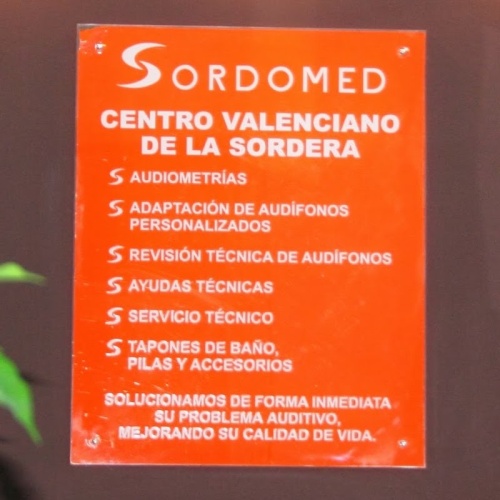 SORDOMED
CENTRO VALENCIANO
DE LA SORDERA
AUDIOMETRÍAS
ADAPTACIÓN DE AUDÍFONOS
PERSONALIZADOS
REVISIÓN TÉCNICA DE AUDÍFONOS
AYUDAS TÉCNICAS
SERVICIO TÉCNICO
TAPONES DE BAÑO,
PILAS Y ACCESORIOS
SOLUCIONAMOS DE FORMA INMEDIATA
SU PROBLEMA AUDITIVO,
MEJORANDO SU CALIDAD DE VIDA.